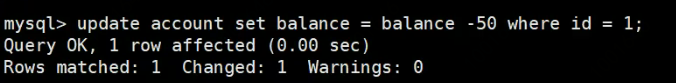 mysql> update account set balance = balance -50 where id = 1;
Query OK, 1 row affected (0.00 sec)
Rows matched: 1  Changed: 1  Warnings: 0